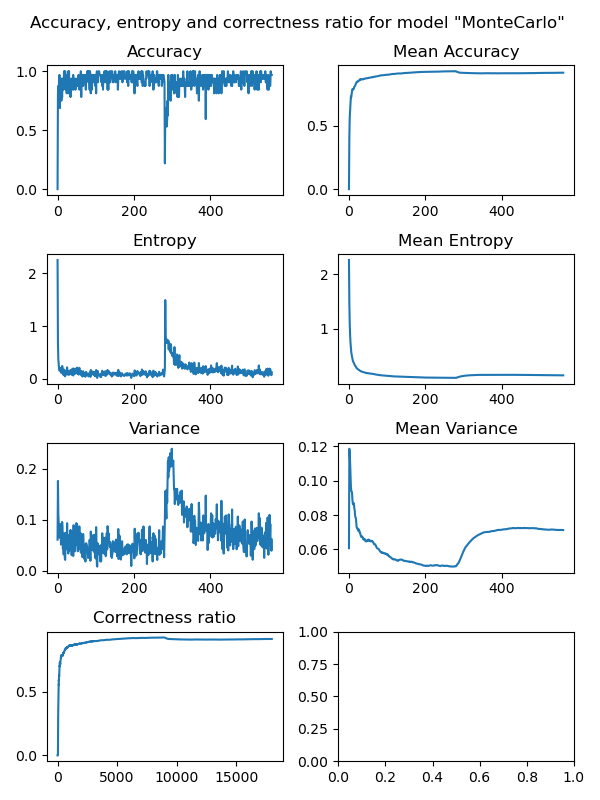 Accuracy, entropy and correctness ratio for model "MonteCarlo"
Accuracy
1.0
0.5
0.0
0 200 400
Mean Accuracy
0.5
0.0
0 200 400
Entropy
2
1
0
0 200 400
Mean Entropy
2
1
0 200 400
Variance
0.2
0.1
0.0
0 200 400
Mean Variance
0.12
0.10
0.08
0.06
0 200 400
Correctness ratio
0.5
0.0
0 5000 10000 15000
1.00
0.75
0.50
0.25
0.00
0.0 0.2 0.4 0.6 0.8 1.0